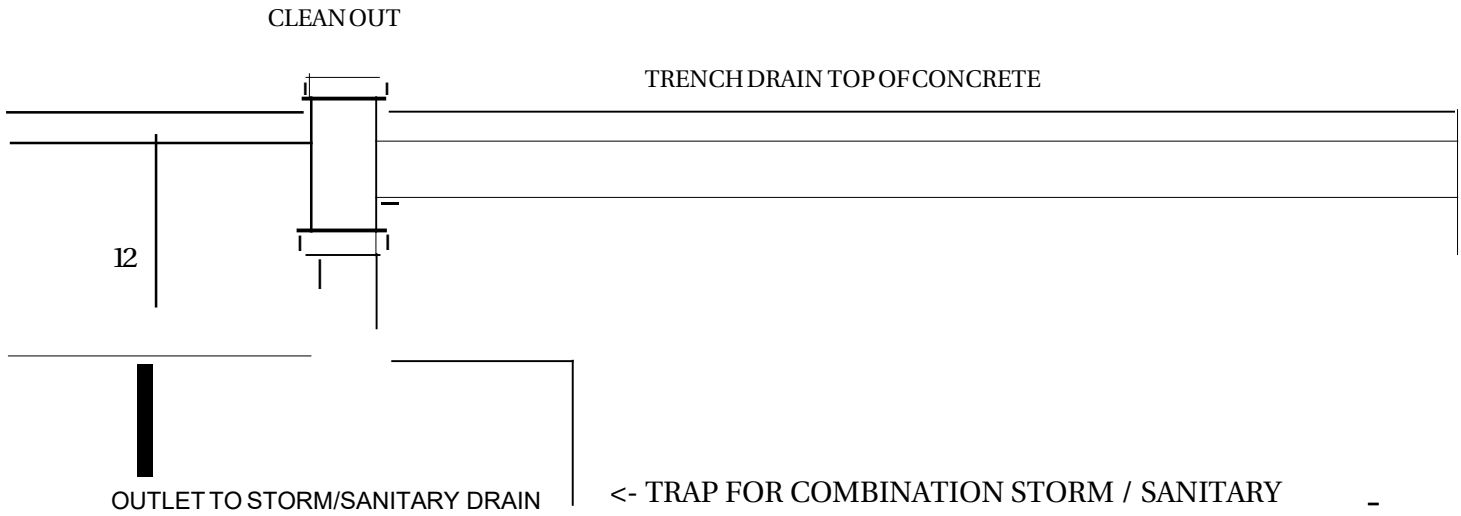 CLEAN OUT
TRENCH DRAIN TOP OF CONCRETE
12
OUTLET TO STORM/SANITARY DRAIN
<- TRAP FOR COMBINATION STORM / SANITARY